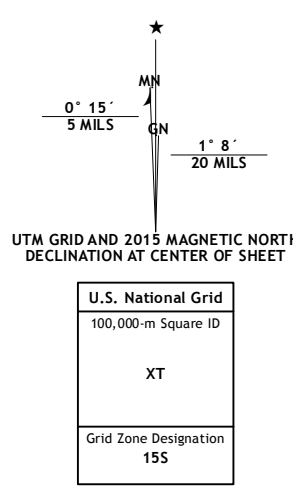 ★
MN
0° 15´
5 MILS
GN
1° 8´
20 MILS
UTM GRID AND 2015 MAGNETIC NORTH
DECLINATION AT CENTER OF SHEET
U.S. National Grid
100,000-m Square ID
XT
Grid Zone Designation
15S